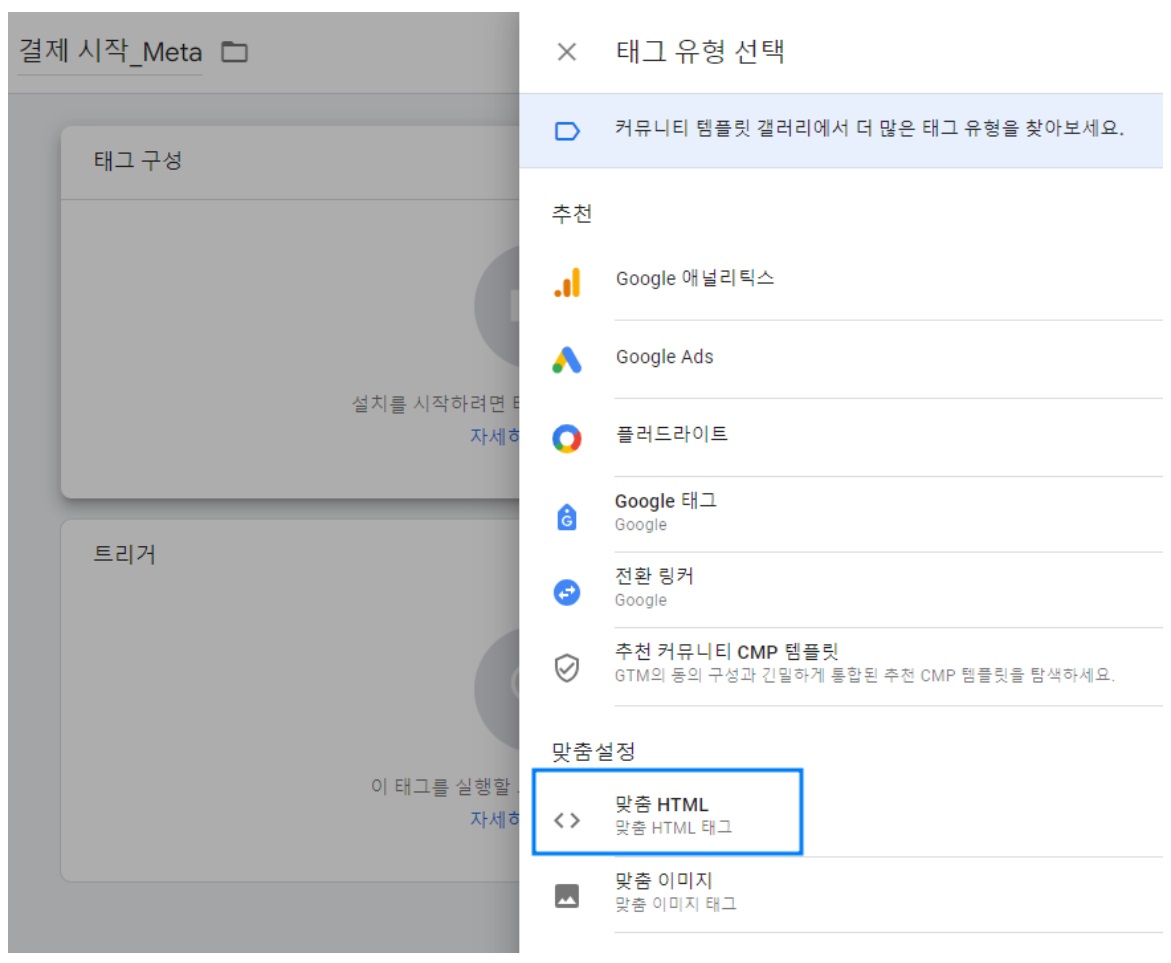 결제 시작_Meta
태그 유형 선택
커뮤니티 템플릿 갤러리에서 더 많은 태그 유형을 찾아보세요.
태그 구성
추천
Google 애널리틱스
Google Ads
설치를 시작하려면
자세히
플러드라이트
Google 태그
Google
트리거
전환 링커
Google
추천 커뮤니티 CMP 템플릿
GTM의 동의 구성과 긴밀하게 통합된 추천 CMP 템플릿을 탐색하세요.
맞춤설정
이 태그를 실행할
자세히
맞춤 HTML
맞춤 HTML 태그
맞춤 이미지
맞춤 이미지 태그